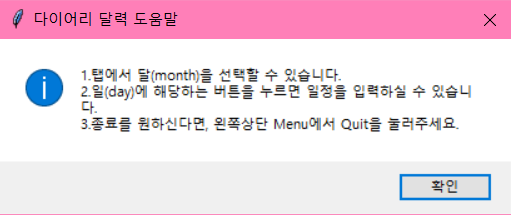 다이어리 달력 도움말
1.탭에서 달(month)을 선택할 수 있습니다.
2.일(day)에 해당하는 버튼을 누르면 일정을 입력하실 수 있습니
다.
3.종료를 원하신다면, 왼쪽상단 Menu에서 Quit을 눌러주세요.
확인